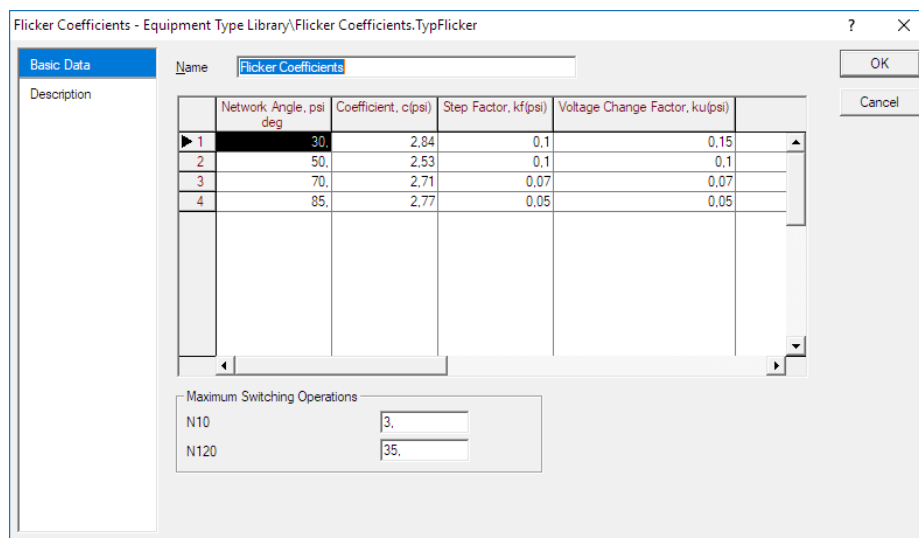 Flicker Coefficients - Equipment Type Library\Flicker Coefficients.TypFlicker ? X
Basic Data
Description
Name Flicker Coefficients
OK
Cancel
Network Angle, psi Coefficient, c(psi) Step Factor, kf(psi) Voltage Change Factor, ku(psi)
deg
1 30, 2,84 0,1 0,15
2 50, 2,53 0,1 0,1
3 70, 2,71 0,07 0,07
4 85, 2,77 0,05 0,05
Maximum Switching Operations
N10 3,
N120 35,